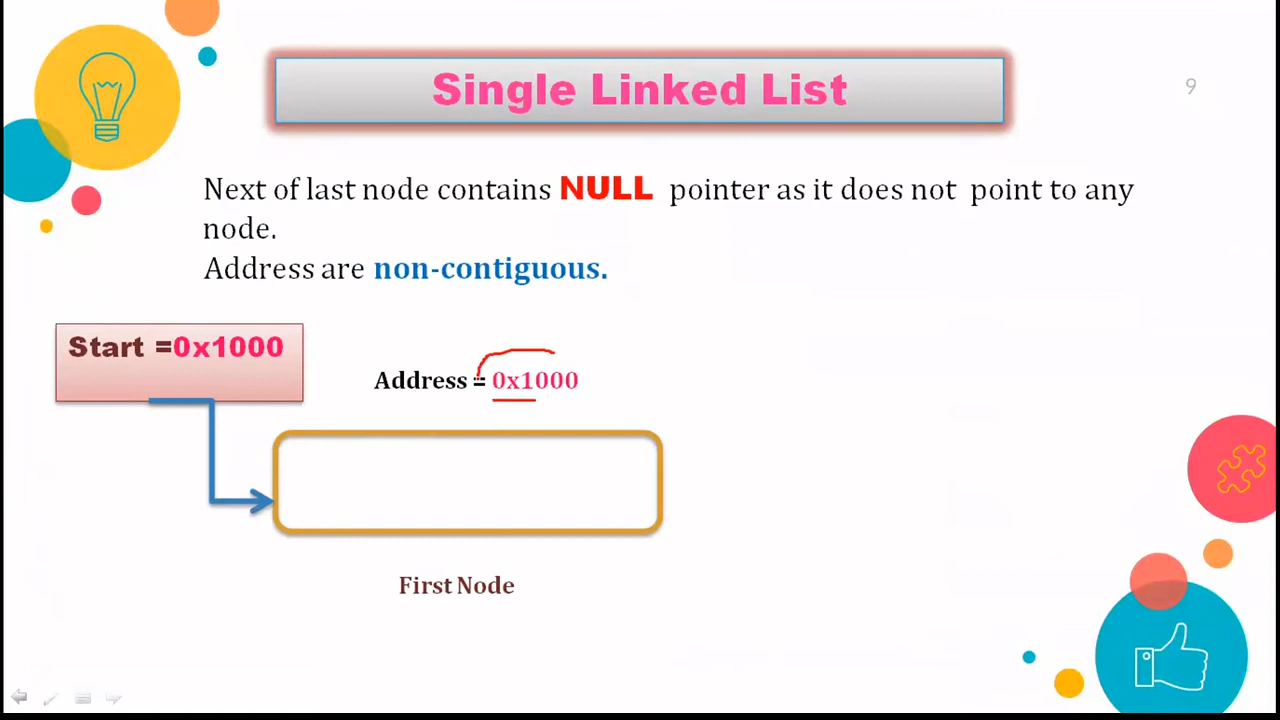 Single Linked List
9
Next of last node contains NULL pointer as it does not point to any
node.
Address are non-contiguous.
Start =0x1000
Address = 0x1000
First Node